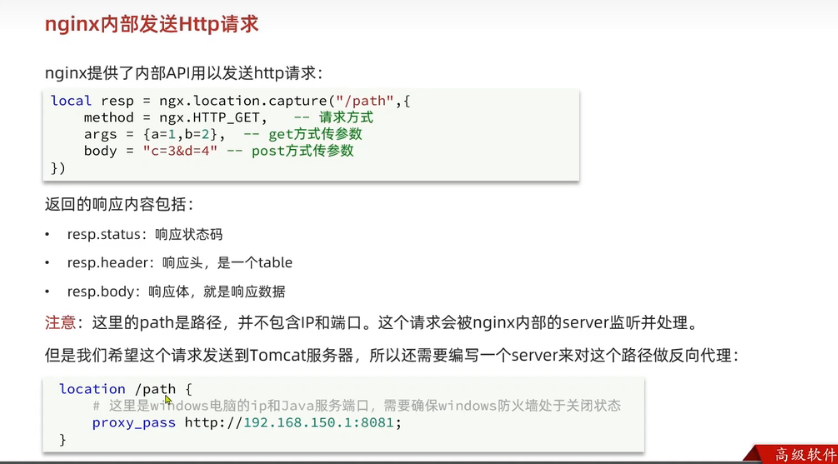 nginx内部发送Http请求
nginx提供了内部API用以发送http请求：
local resp = ngx.location.capture("/path",{
method = ngx.HTTP_GET, -- 请求方式
args = {a=1,b=2}, -- get方式传参数
body = "c=3&d=4" -- post方式传参数
})
返回的响应内容包括：
• resp.status：响应状态码
• resp.header：响应头，是一个table
• resp.body：响应体，就是响应数据
注意：这里的path是路径，并不包含IP和端口。这个请求会被nginx内部的server监听并处理。
但是我们希望这个请求发送到Tomcat服务器，所以还需要编写一个server来对这个路径做反向代理：
location /path {
# 这里是windows电脑的ip和Java服务端口，需要确保windows防火墙处于关闭状态
proxy_pass http://192.168.150.1:8081;
}
高级软件